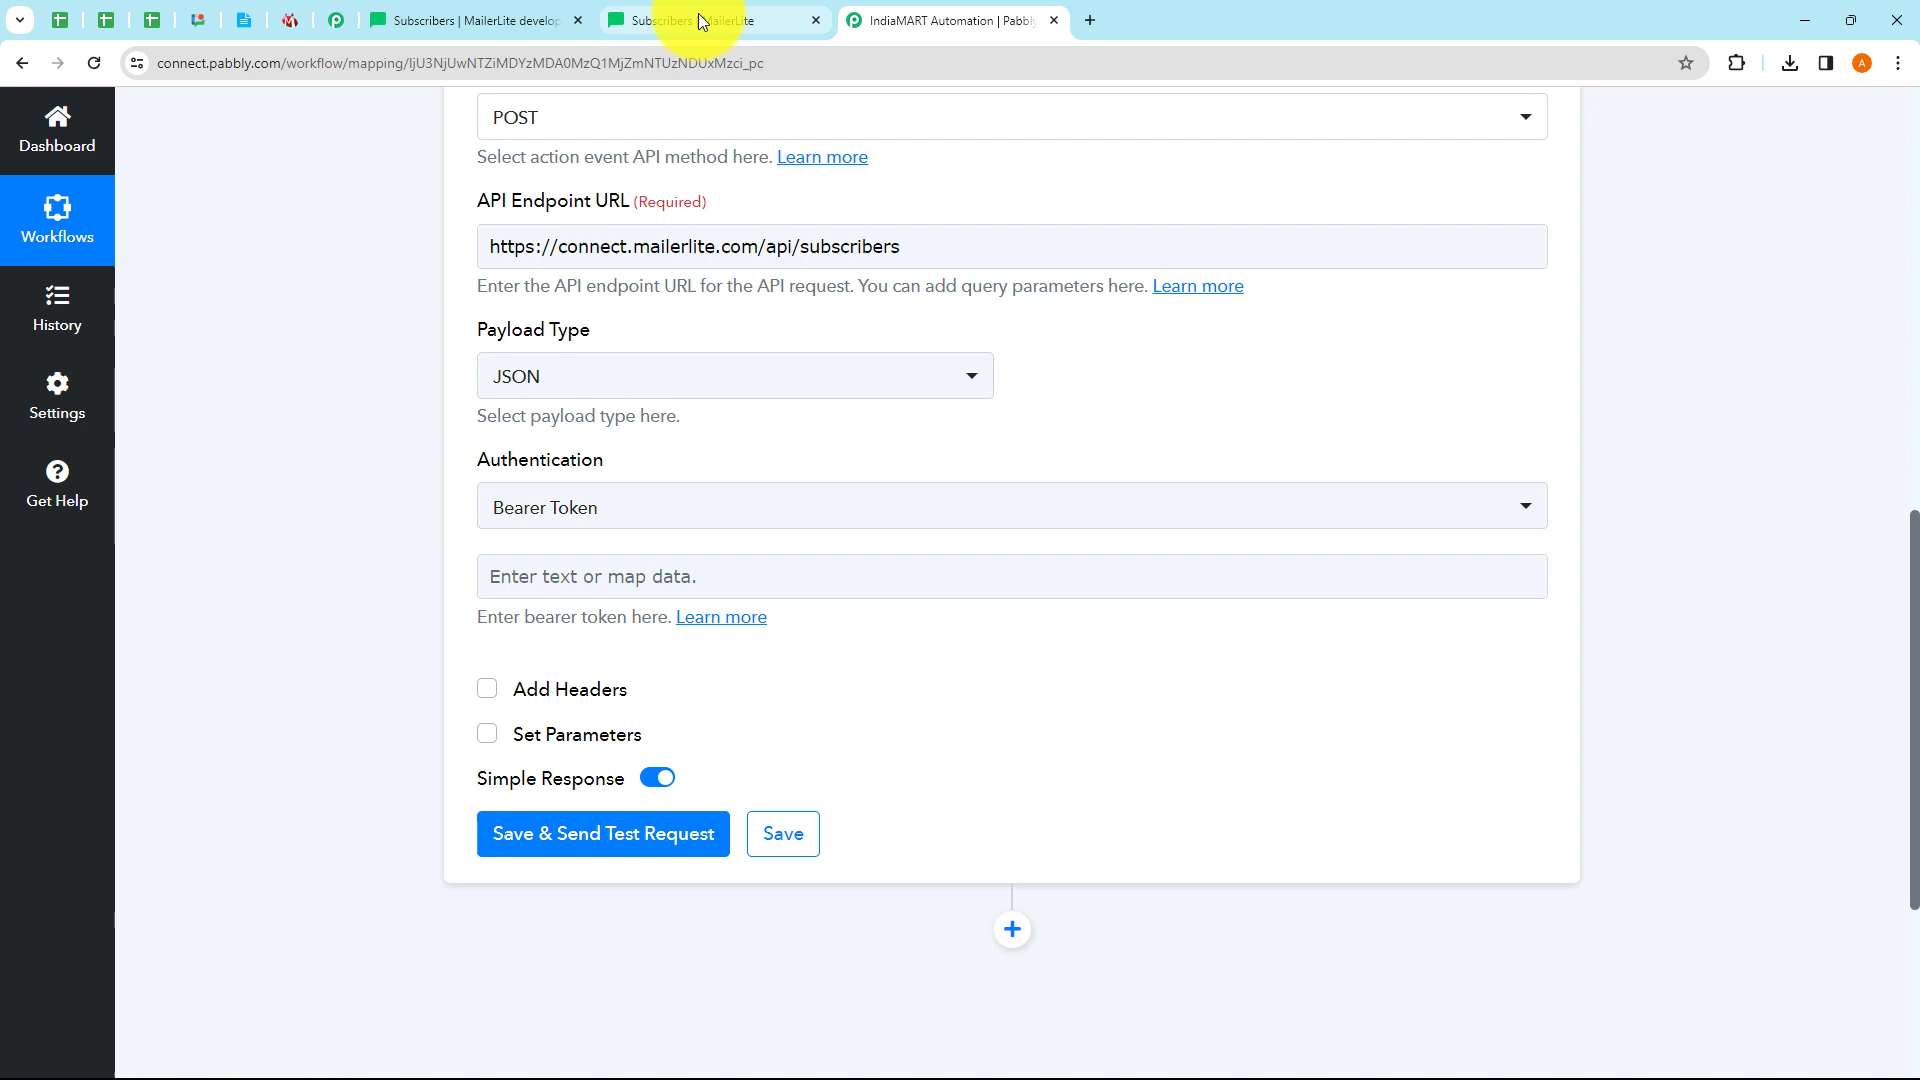 Subscribers | MailerLite develop
Subscribers | MailerLite
IndiaMART Automation | Pabbly
connect.pabbly.com/workflow/mapping/IjU3NjUwNTZiMDYzMDA0MzQ1MjZmNTUzNDUxMzci_pc
A
Dashboard
Workflows
History
Settings
Get Help
POST
Select action event API method here. Learn more
API Endpoint URL (Required)
https://connect.mailerlite.com/api/subscribers
Enter the API endpoint URL for the API request. You can add query parameters here. Learn more
Payload Type
JSON
Select payload type here.
Authentication
Bearer Token
Enter text or map data.
Enter bearer token here. Learn more
Add Headers
Set Parameters
Simple Response
Save & Send Test Request
Save